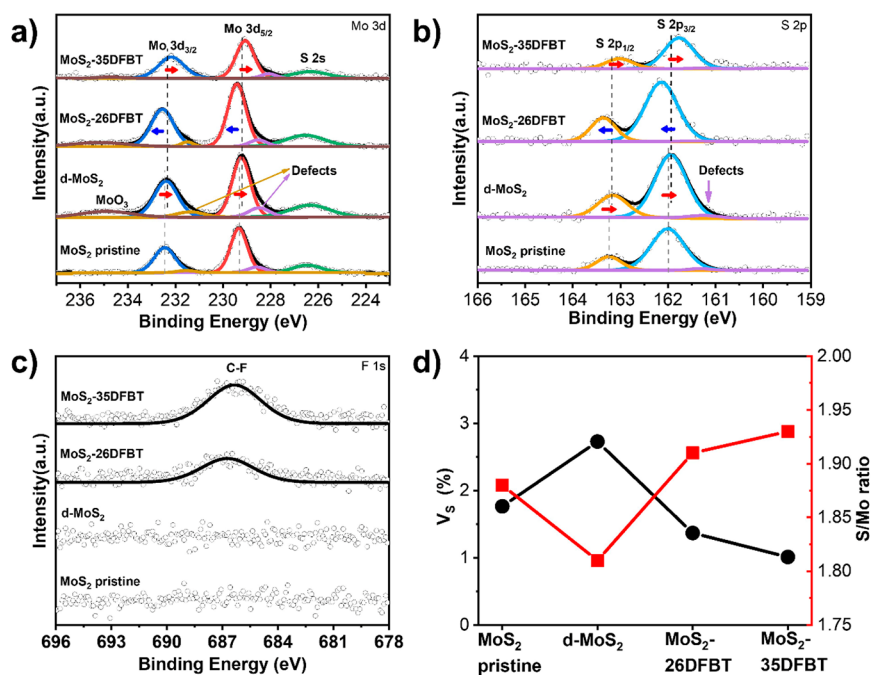 a)
Mo 3d
Mo 3d5/2
Mo 3d3/2
MoS2-35DFBT
S 2s
MoS2-26DFBT
d-MoS2
Defects
MoO3
MoS2 pristine
Intensity(a.u.)
236 234 232 230 228 226 224
Binding Energy (eV)
b)
S 2p
S 2p3/2
MoS2-35DFBT
S 2p1/2
MoS2-26DFBT
d-MoS2
Defects
MoS2 pristine
Intensity(a.u.)
166 165 164 163 162 161 160 159
Binding Energy (eV)
c)
F 1s
C-F
MoS2-35DFBT
MoS2-26DFBT
d-MoS2
MoS2 pristine
Intensity(a.u.)
696 693 690 687 684 681 678
Binding Energy (eV)
d)
4
3
2
1
0
VS (%)
2.00
1.95
1.90
1.85
1.80
1.75
S/Mo ratio
MoS2 pristine
d-MoS2
MoS2-26DFBT
MoS2-35DFBT